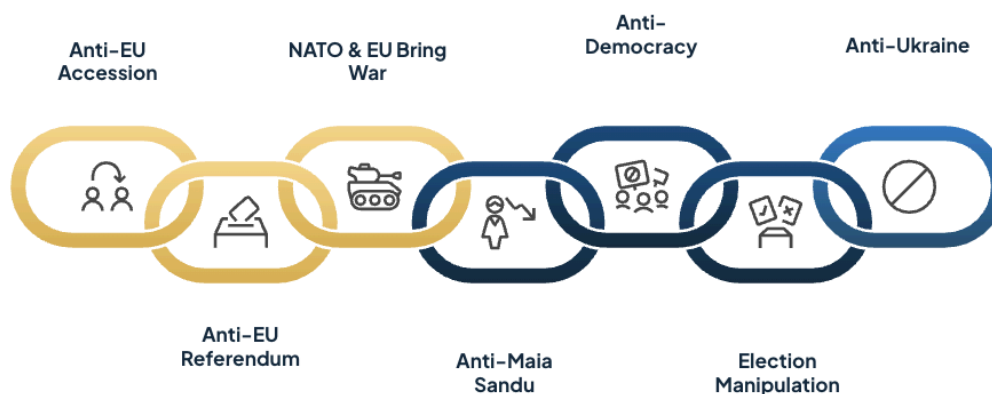 Anti-EU
Accession
NATO & EU Bring
War
Anti-
Democracy
Anti-Ukraine
Anti-EU
Referendum
Anti-Maia
Sandu
Election
Manipulation